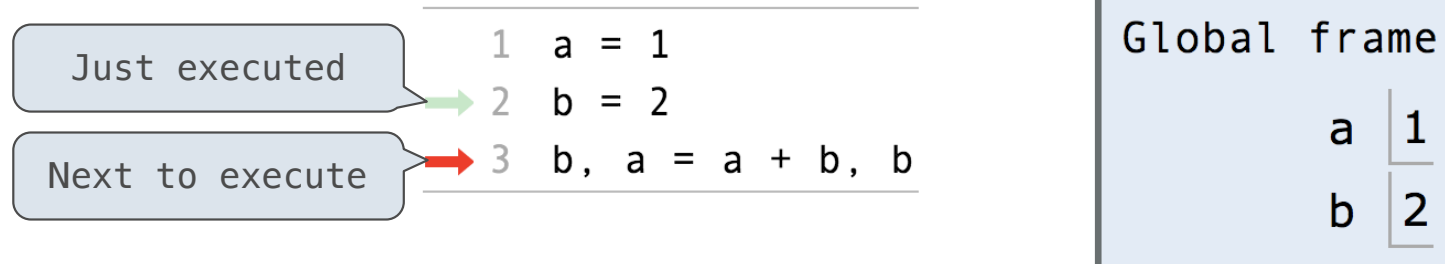 Just executed
Next to execute
1 a = 1
2 b = 2
3 b, a = a + b, b
Global frame
a 1
b 2